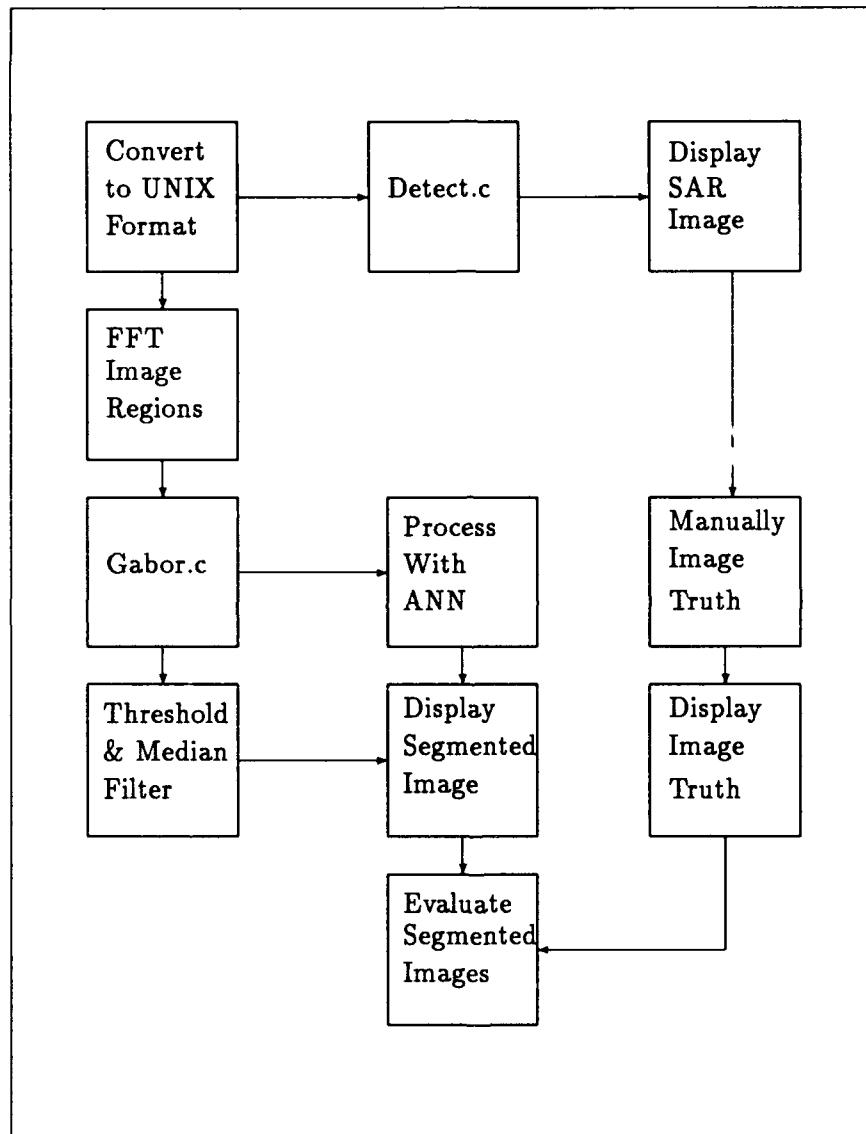 Convert
to UNIX
Format
Detect.c
Display
SAR
Image
FFT
Image
Regions
Gabor.c
Process
With
ANN
Manually
Image
Truth
Threshold
& Median
Filter
Display
Segmented
Image
Display
Image
Truth
Evaluate
Segmented
Images